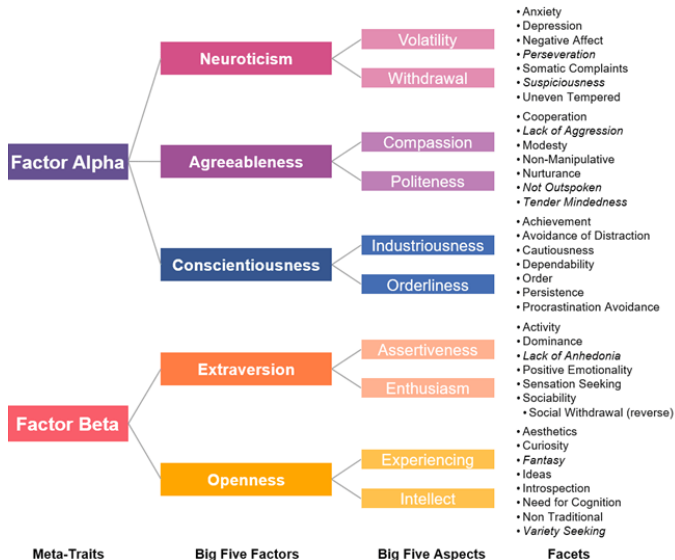 Factor Alpha
Neuroticism
Volatility
Withdrawal
• Anxiety
• Depression
• Negative Affect
• Perseveration
• Somatic Complaints
• Suspiciousness
• Uneven Tempered
Agreeableness
Compassion
Politeness
• Cooperation
• Lack of Aggression
• Modesty
• Non-Manipulative
• Nurturance
• Not Outspoken
• Tender Mindedness
Conscientiousness
Industriousness
Orderliness
• Achievement
• Avoidance of Distraction
• Cautiousness
• Dependability
• Order
• Persistence
• Procrastination Avoidance
Factor Beta
Extraversion
Assertiveness
Enthusiasm
• Activity
• Dominance
• Lack of Anhedonia
• Positive Emotionality
• Sensation Seeking
• Sociability
• Social Withdrawal (reverse)
Openness
Experiencing
Intellect
• Aesthetics
• Curiosity
• Fantasy
• Ideas
• Introspection
• Need for Cognition
• Non Traditional
• Variety Seeking
Meta-Traits
Big Five Factors
Big Five Aspects
Facets